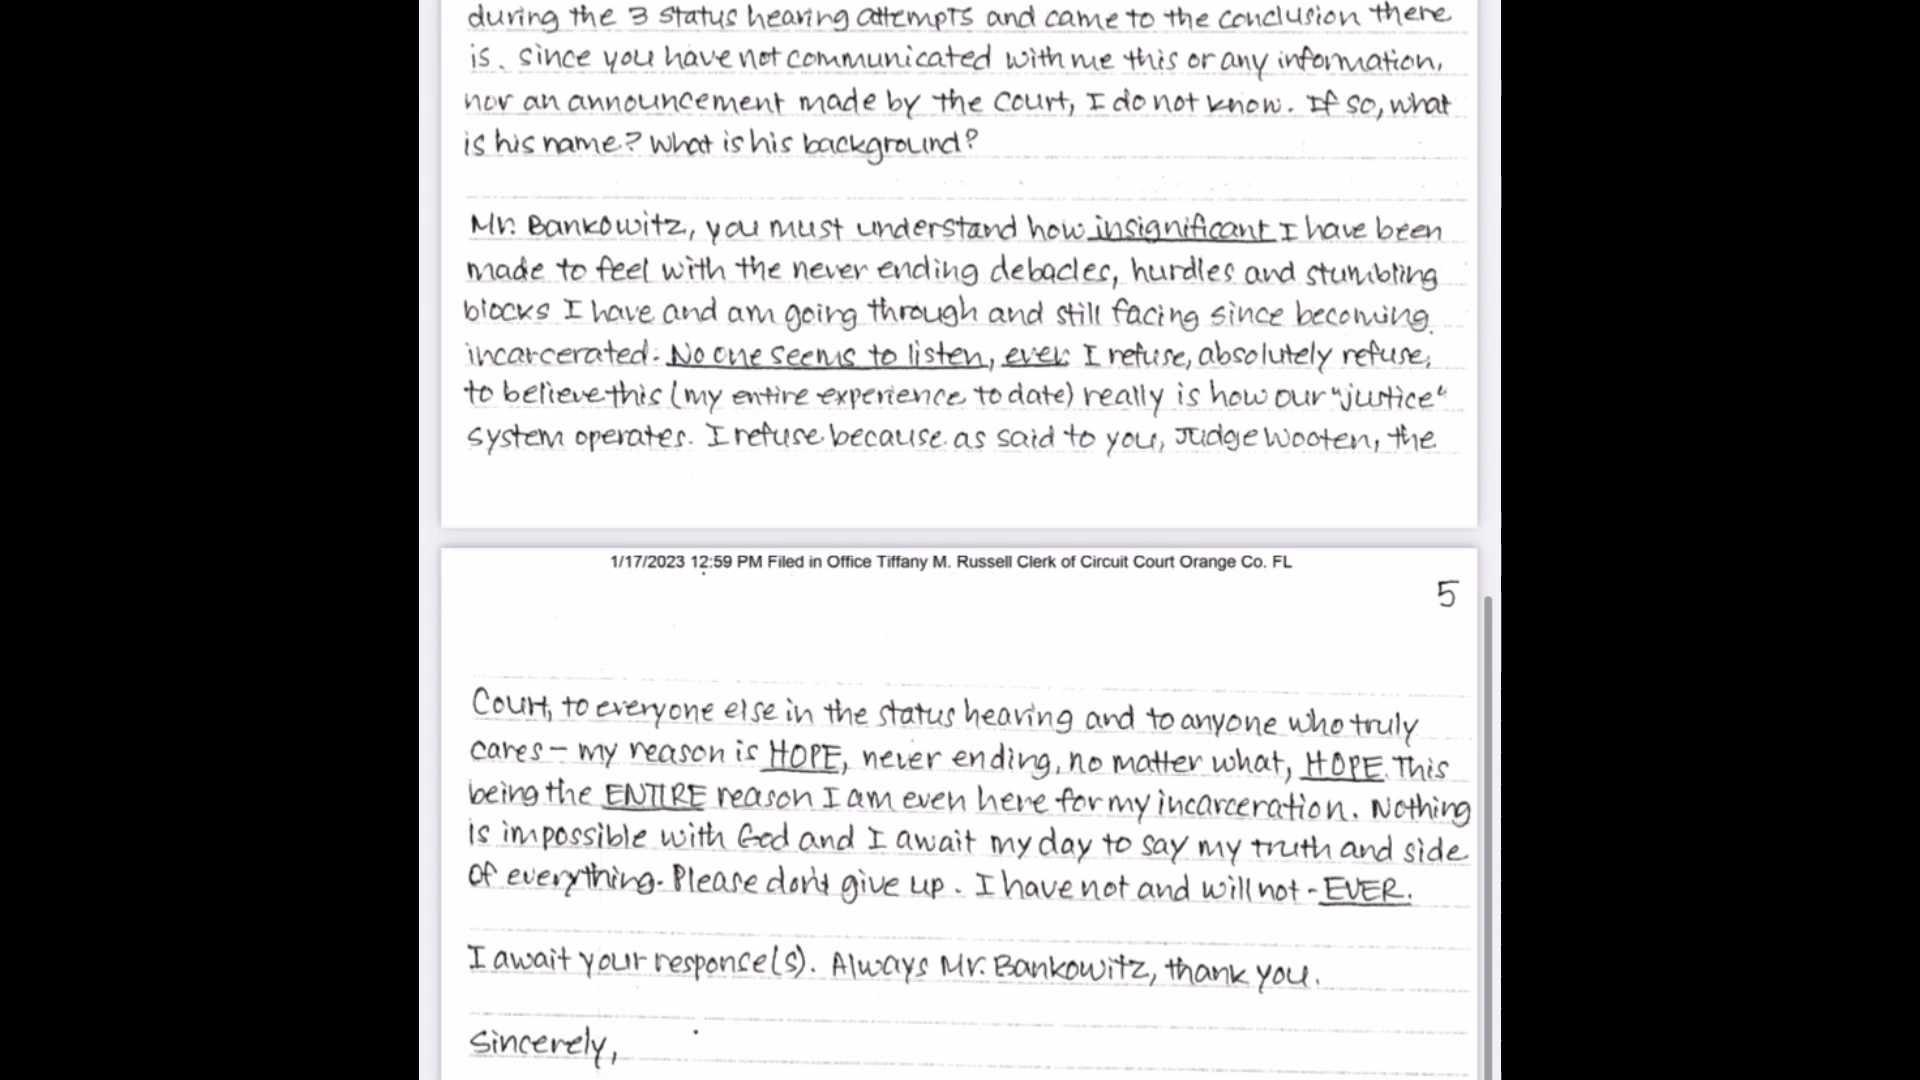 during the 3 status hearing attempts and came to the conclusion there
is. since you have not communicated with me this or any information,
nor an announcement made by the court, I do not know. If so, what
is his name? What is his background?
Mr. Bankowitz, you must understand how insignificant I have been
made to feel with the never ending debacles, hurdles and stumbling
blocks I have and am going through and still facing since becoming
incarcerated. No one seems to listen, ever. I refuse, absolutely refuse,
to believe this (my entire experience to date) really is how our "justice"
system operates. I refuse because as said to you, Judge Wooten, the
1/17/2023 12:59 PM Filed in Office Tiffany M. Russell Clerk of Circuit Court Orange Co. FL
5
Court, to everyone else in the status hearing and to anyone who truly
cares - my reason is HOPE, never ending, no matter what, HOPE. This
being the ENTIRE reason I am even here for my incarceration. Nothing
is impossible with God and I await my day to say my truth and side
of everything. Please don't give up. I have not and will not - EVER.
I await your response(s). Always Mr. Bankowitz, thank you.
Sincerely,